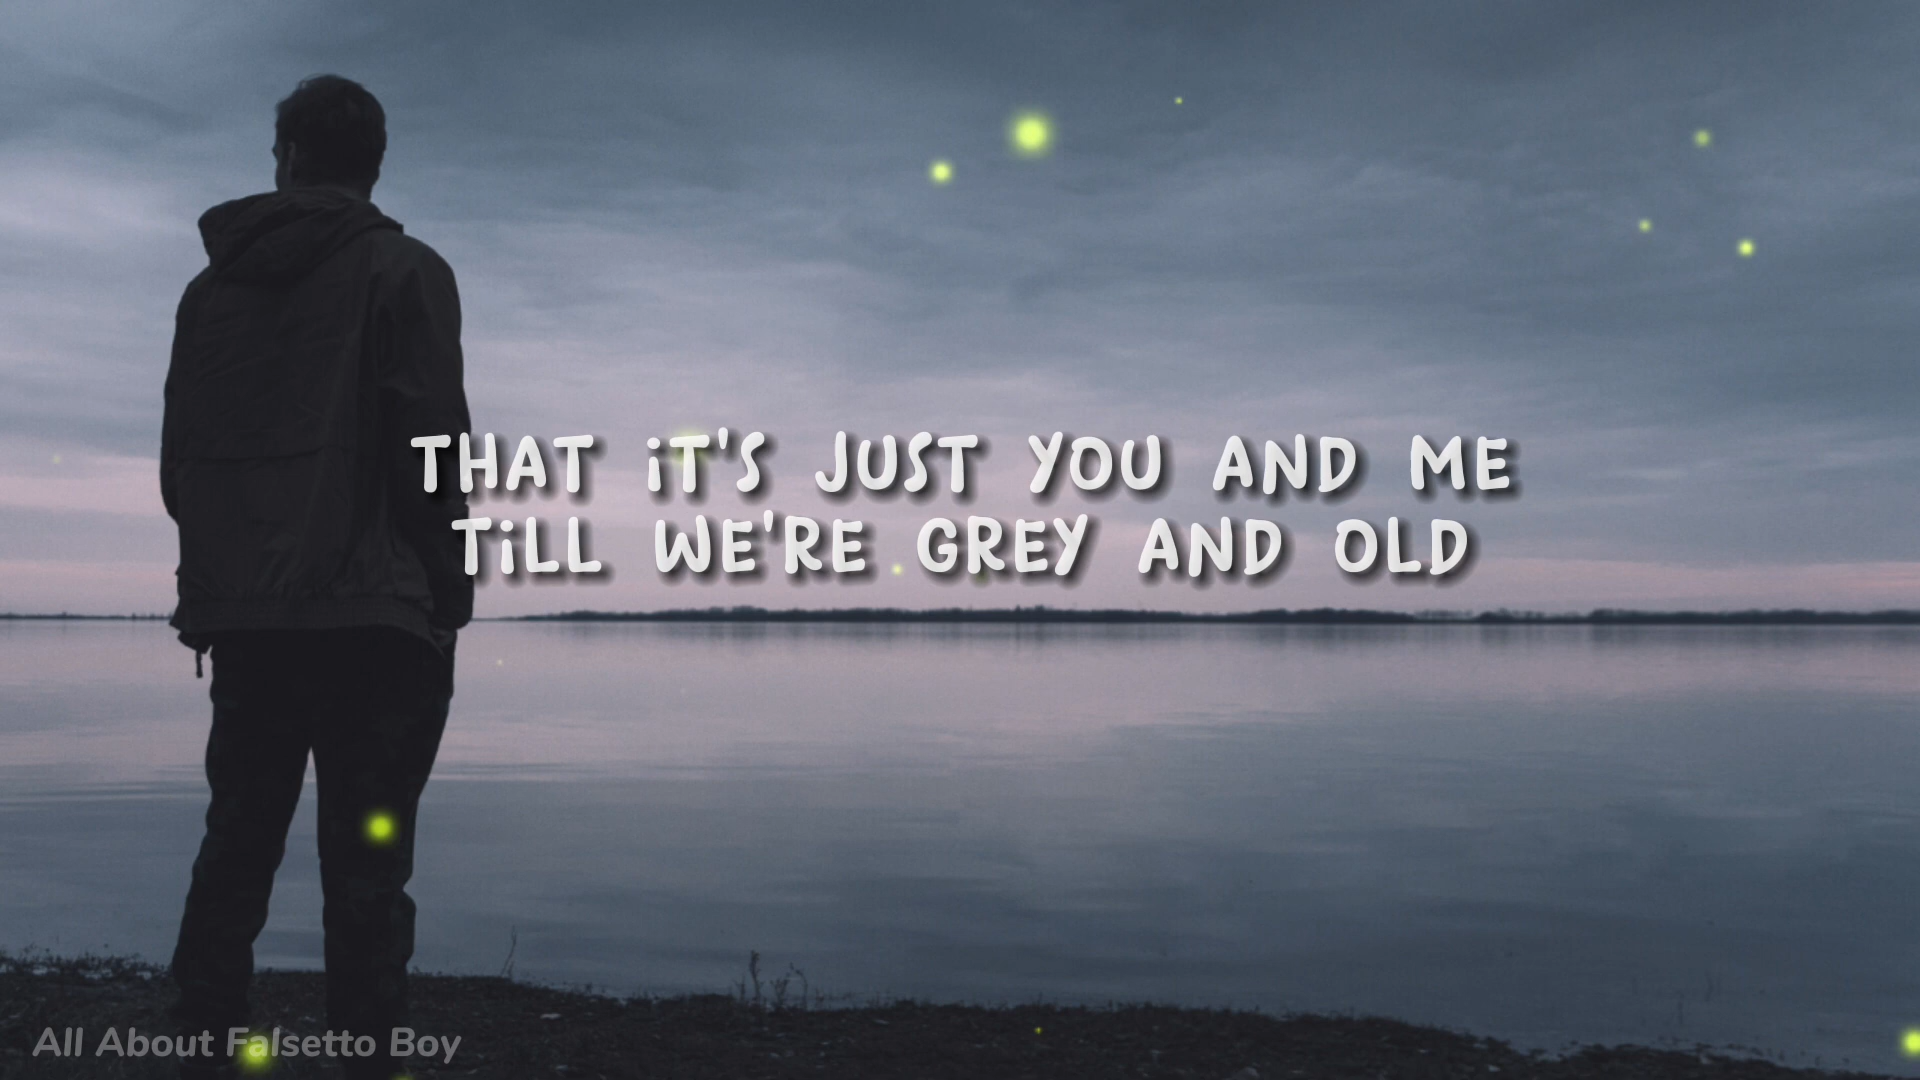 THAT iT'S JUST YOU AND ME
TiLL WE'RE GREY AND OLD
All About Falsetto Boy